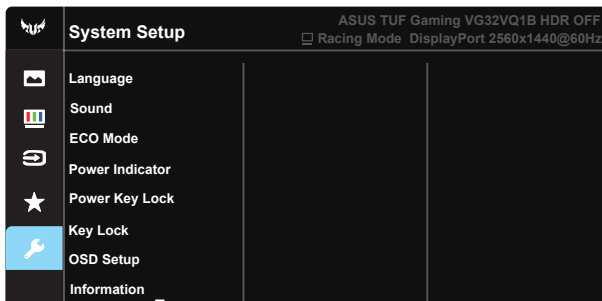 System Setup
ASUS TUF Gaming VG32VQ1B HDR OFF
Racing Mode DisplayPort 2560x1440@60Hz
Language
Sound
ECO Mode
Power Indicator
Power Key Lock
Key Lock
OSD Setup
Information